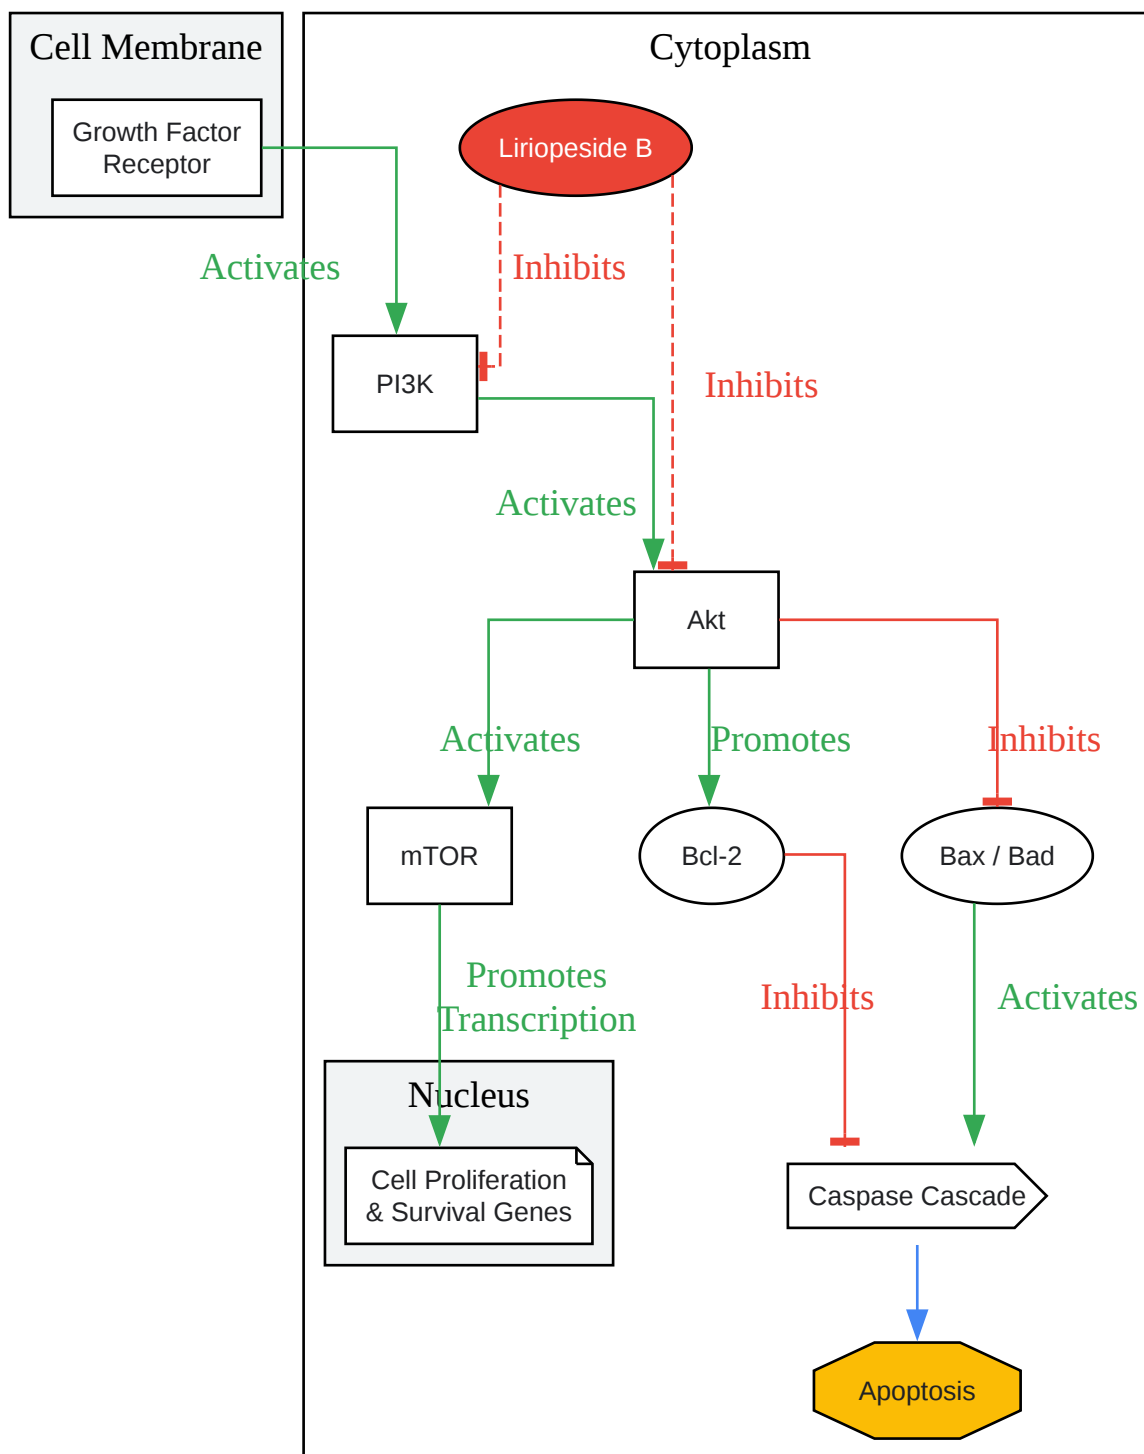 Cell Membrane
Cytoplasm
Growth Factor
Receptor
Liriopeside B
Activates
Inhibits
PI3K
Inhibits
Activates
Akt
Activates
Promotes
Inhibits
mTOR
Bcl-2
Bax / Bad
Promotes
Transcription
Inhibits
Activates
Nucleus
Cell Proliferation
& Survival Genes
Caspase Cascade
Apoptosis